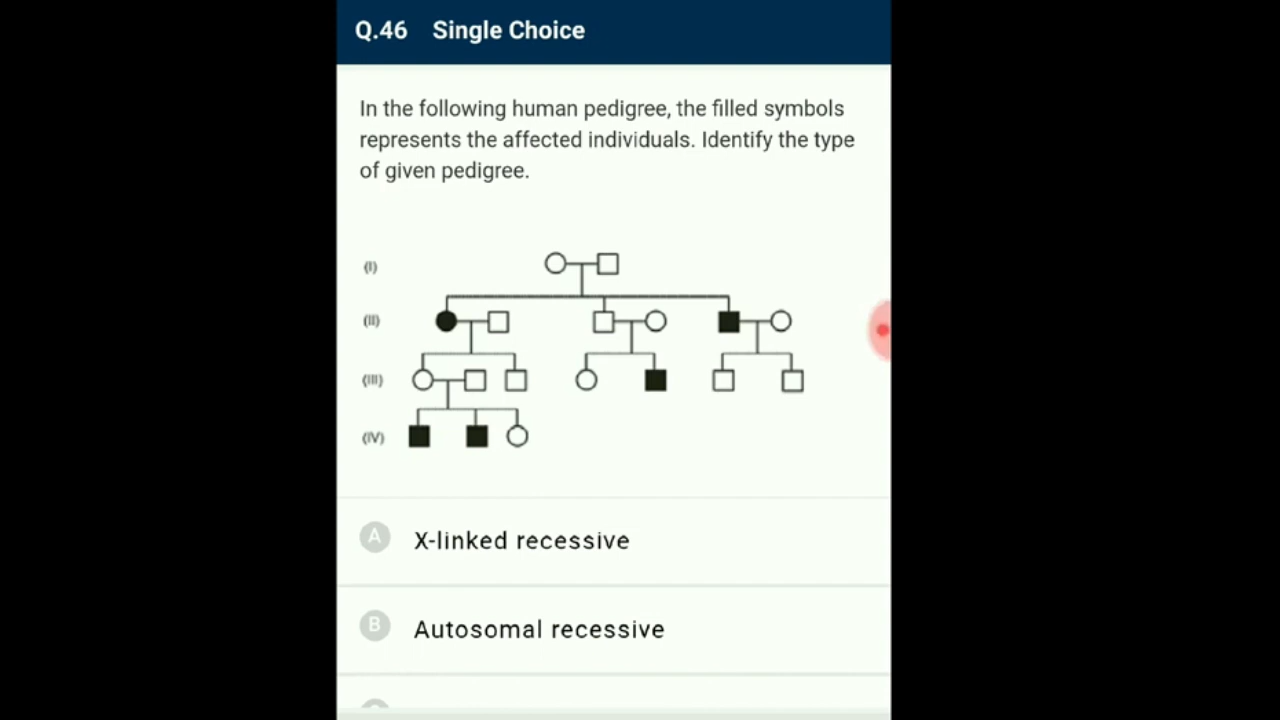 Q.46 Single Choice
In the following human pedigree, the filled symbols
represents the affected individuals. Identify the type
of given pedigree.
(I)
(II)
(III)
(IV)
A X-linked recessive
B Autosomal recessive